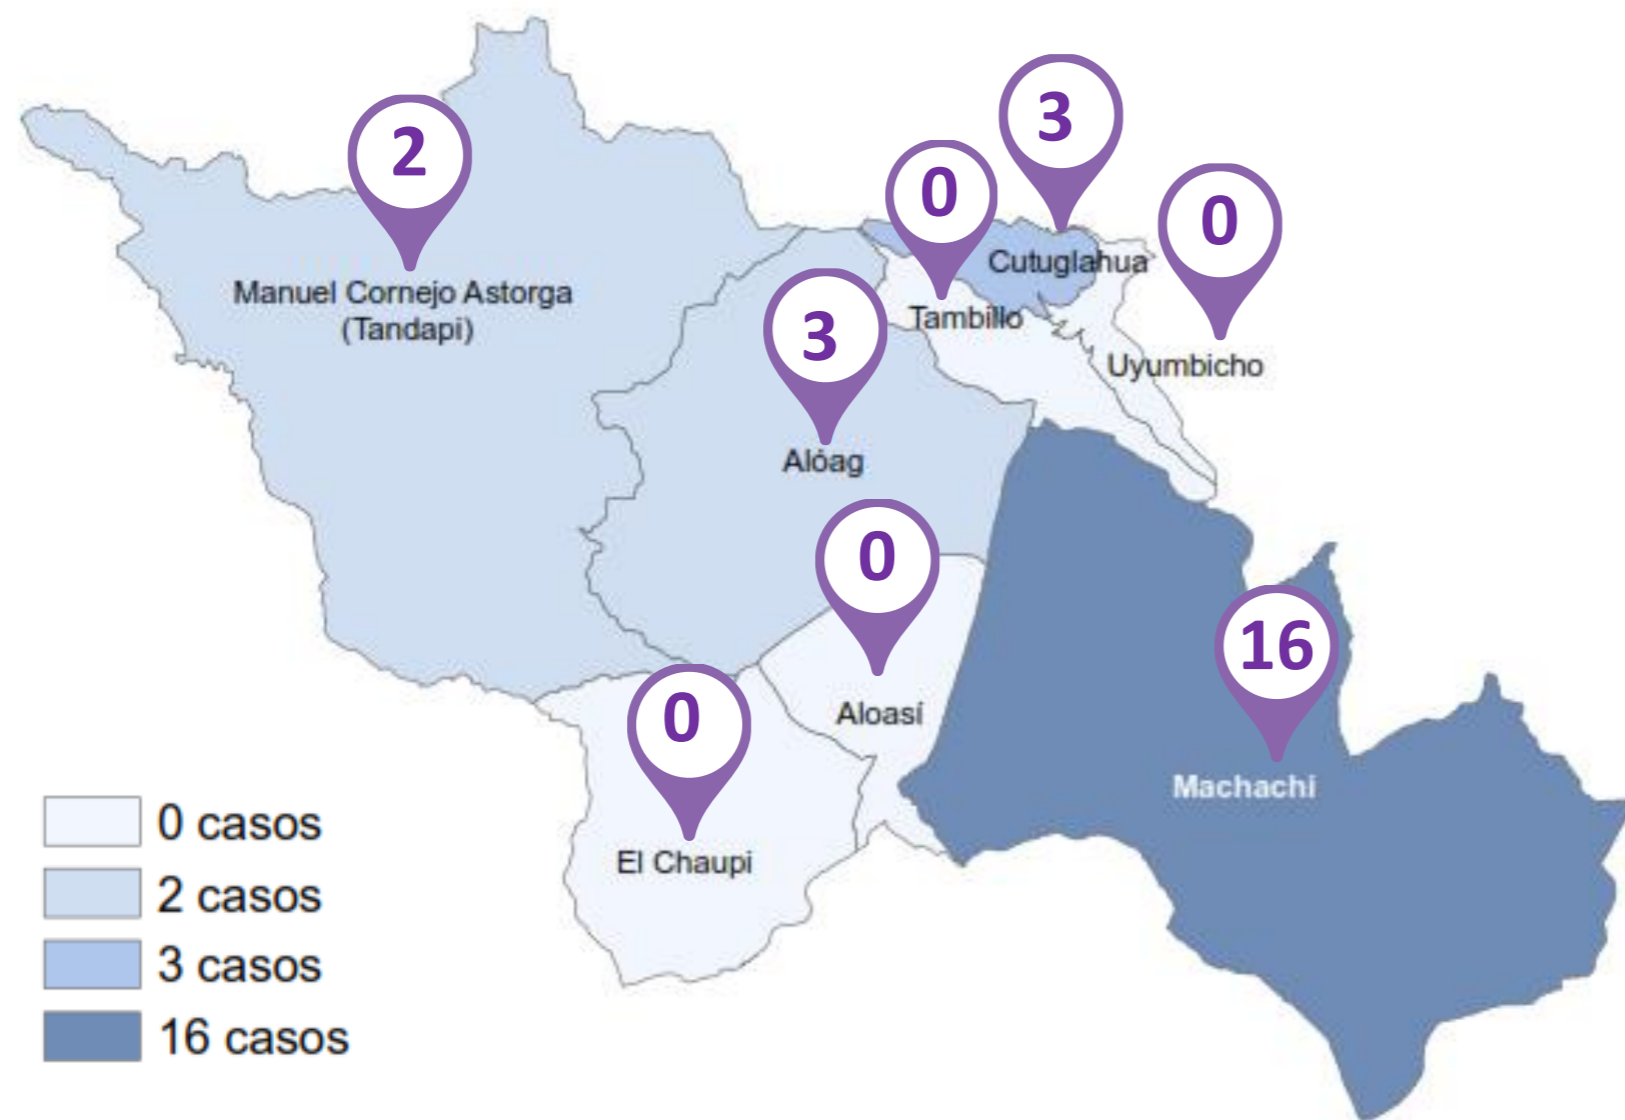 3
2
0
0
Cutuglahua
Manuel Cornejo Astorga
(Tandapi)
Tambillo
3
Uyumbicho
Alóag
0
16
0
Aloasí
Machachi
0 casos
El Chaupi
2 casos
3 casos
16 casos